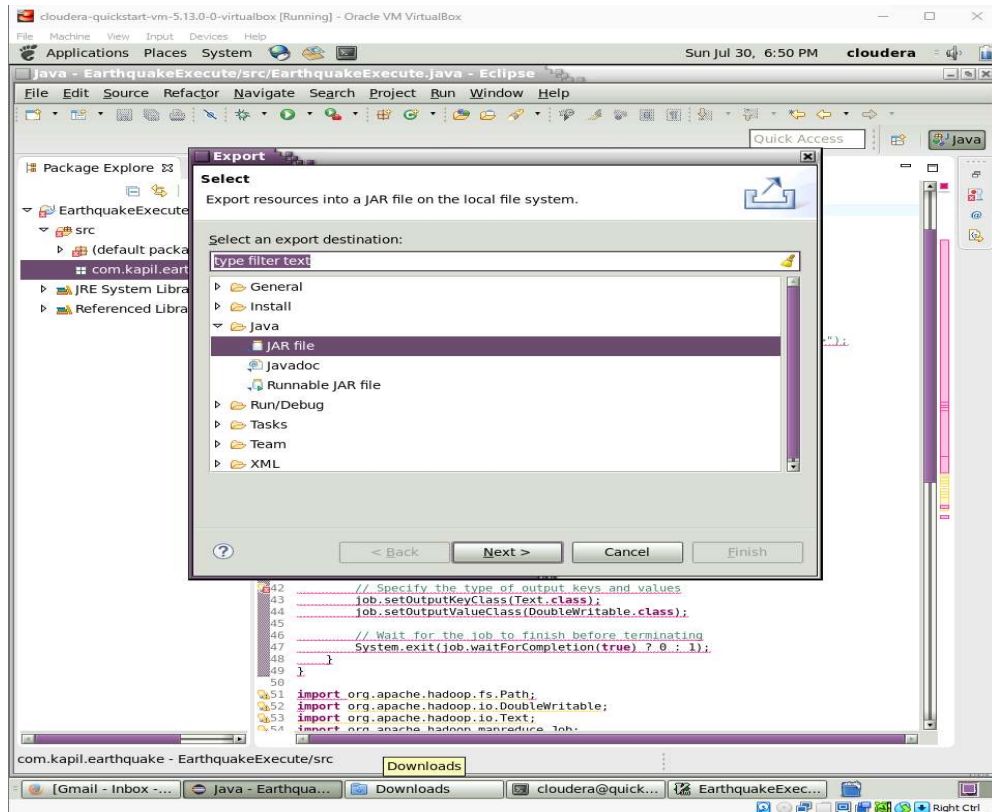 cloudera-quickstart-vm-5.13.0-0-virtualbox [Running] - Oracle VM VirtualBox
File Machine View Input Devices Help
Applications Places System
Sun Jul 30, 6:50 PM cloudera
Java - EarthquakeExecute/src/EarthquakeExecute.java - Eclipse
File Edit Source Refactor Navigate Search Project Run Window Help
Quick Access
Java
Package Explore
EarthquakeExecute
src
(default packa
com.kapil.eart
JRE System Libra
Referenced Libra
Export
Select
Export resources into a JAR file on the local file system.
Select an export destination:
type filter text
General
Install
Java
JAR file
Javadoc
Runnable JAR file
Run/Debug
Tasks
Team
XML
< Back
Next >
Cancel
Finish
");
42 // Specify the type of output keys and values
43 job.setOutputKeyClass(Text.class);
44 job.setOutputValueClass(DoubleWritable.class);
45
46 // Wait for the job to finish before terminating
47 System.exit(job.waitForCompletion(true) ? 0 : 1);
48 }
49 }
50
51 import org.apache.hadoop.fs.Path;
52 import org.apache.hadoop.io.DoubleWritable;
53 import org.apache.hadoop.io.Text;
54 import org.apache.hadoop.mapreduce.Job;
com.kapil.earthquake - EarthquakeExecute/src
Downloads
[Gmail - Inbox -...
Java - Earthqua...
Downloads
cloudera@quick...
EarthquakeExec...
Right Ctrl